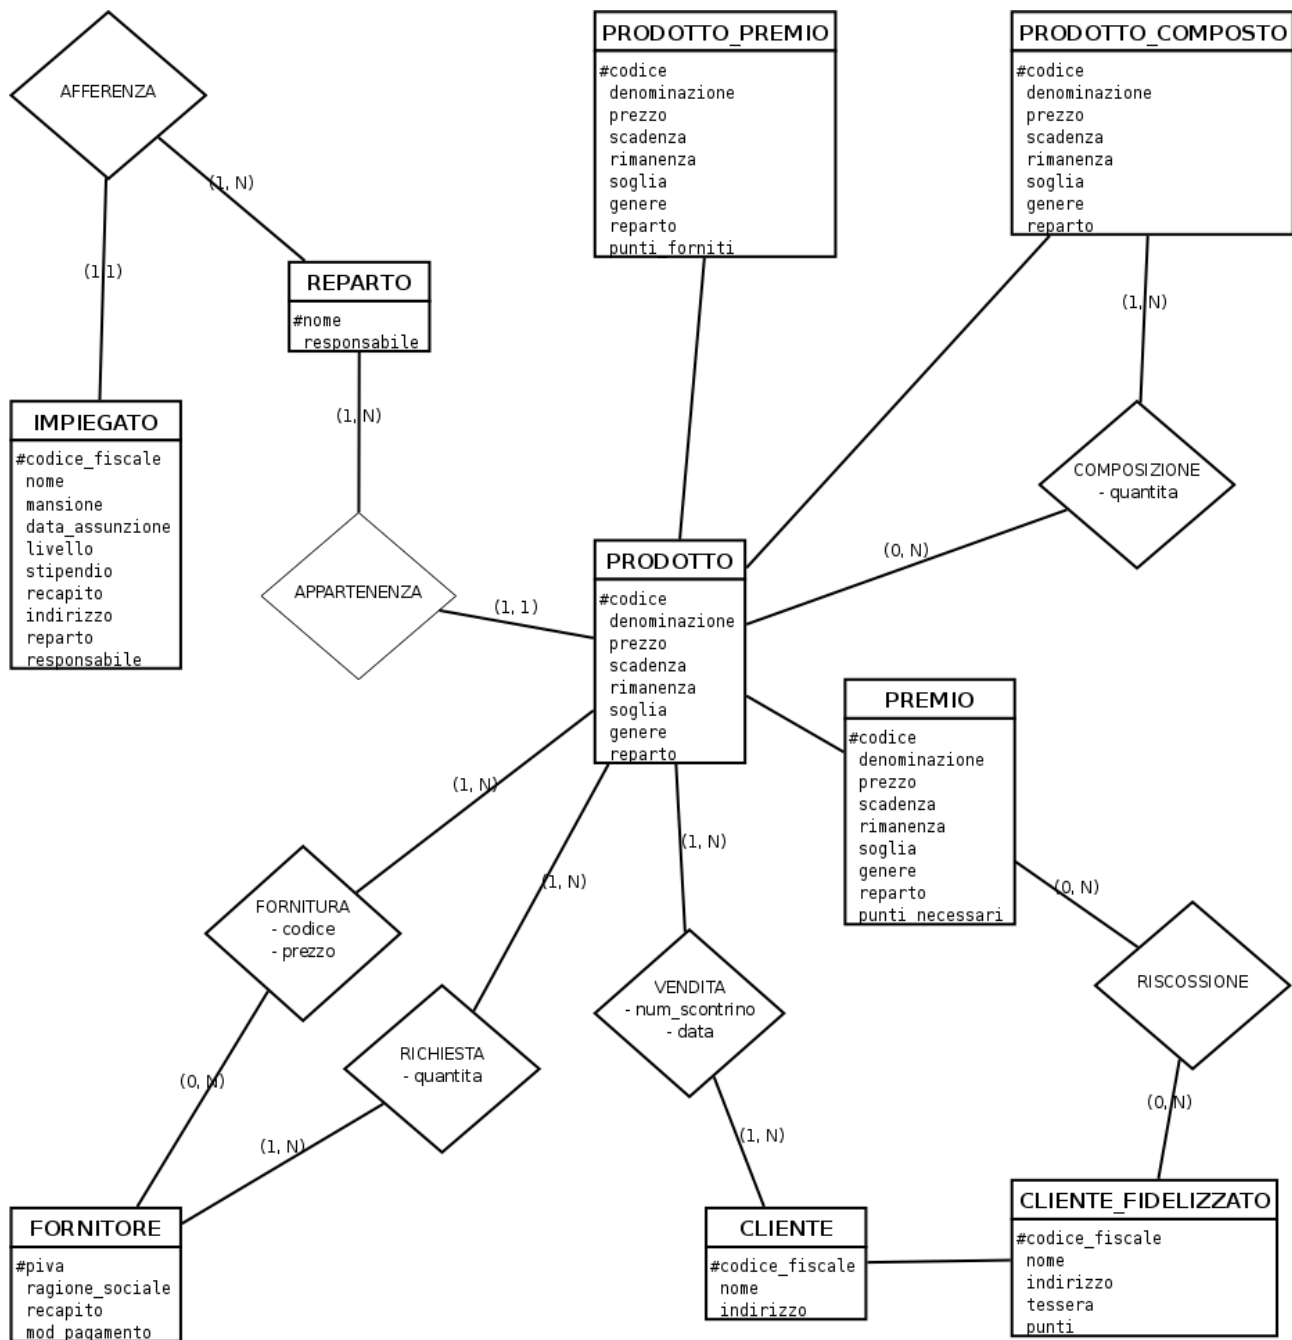 AFFERENZA
(1, N)
(1,1)
REPARTO
#nome
responsabile
PRODOTTO_PREMIO
#codice
denominazione
prezzo
scadenza
rimanenza
soglia
genere
reparto
punti_forniti
PRODOTTO_COMPOSTO
#codice
denominazione
prezzo
scadenza
rimanenza
soglia
genere
reparto
(1, N)
IMPIEGATO
#codice_fiscale
nome
mansione
data_assunzione
livello
stipendio
recapito
indirizzo
reparto
responsabile
(1, N)
APPARTENENZA
(1, 1)
COMPOSIZIONE
- quantita
(0, N)
PRODOTTO
#codice
denominazione
prezzo
scadenza
rimanenza
soglia
genere
reparto
PREMIO
#codice
denominazione
prezzo
scadenza
rimanenza
soglia
genere
reparto
punti_necessari
(1, N)
(1, N)
(1, N)
(0, N)
FORNITURA
- codice
- prezzo
RICHIESTA
- quantita
VENDITA
- num_scontrino
- data
RISCOSSIONE
(0, N)
(1, N)
(1, N)
(0, N)
FORNITORE
#piva
ragione_sociale
recapito
mod_pagamento
CLIENTE
#codice_fiscale
nome
indirizzo
CLIENTE_FIDELIZZATO
#codice_fiscale
nome
indirizzo
tessera
punti